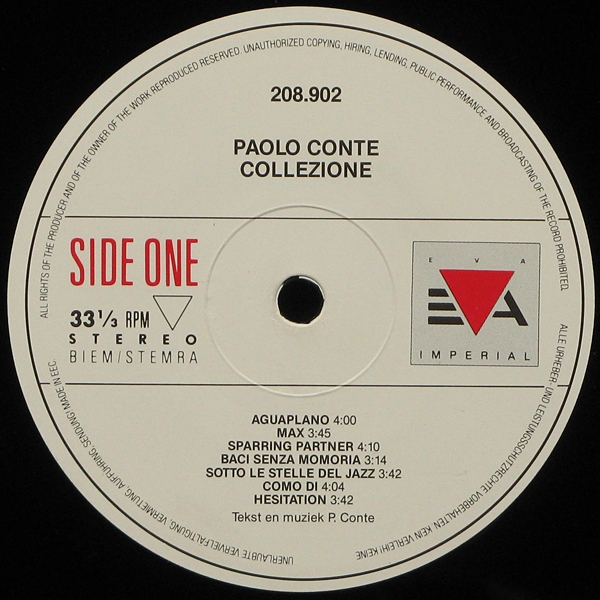 ALL RIGHTS OF THE PRODUCER AND OF THE OWNER OF THE WORK REPRODUCED RESERVED. UNAUTHORIZED COPYING, HIRING, LENDING, PUBLIC PERFORMANCE AND BROADCASTING OF THE RECORD PROHIBITED.
208.902
PAOLO CONTE
COLLEZIONE
SIDE ONE
33 1/3 RPM
STEREO
BIEM/STEMRA
EVA
EVA
IMPERIAL
AGUAPLANO 4:00
MAX 3:45
SPARRING PARTNER 4:10
BACI SENZA MOMORIA 3:14
SOTTO LE STELLE DEL JAZZ 3:42
COMO DI 4:04
HESITATION 3:42
Tekst en muziek P. Conte
ALLE URHEBER- UND LEISTUNGSSCHUTZRECHTE VORBEHALTEN. KEIN VERLEIH! KEINE
UNERLAUBTE VERVIELFÄLTIGUNG, VERMIETUNG, AUFFÜHRUNG, SENDUNG! MADE IN EEC.